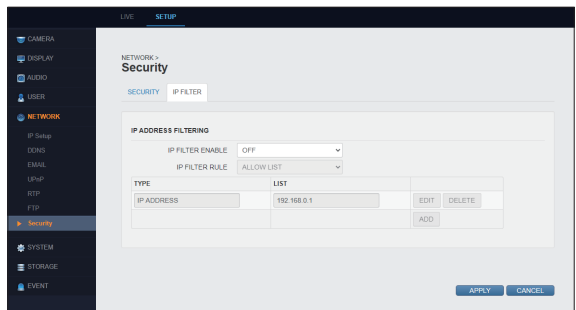 LIVE SETUP
CAMERA
DISPLAY
AUDIO
USER
NETWORK
IP Setup
DDNS
EMAIL
UPnP
RTP
FTP
Security
SYSTEM
STORAGE
EVENT
NETWORK >
Security
SECURITY IP FILTER
IP ADDRESS FILTERING
IP FILTER ENABLE OFF
IP FILTER RULE ALLOW LIST
TYPE LIST
IP ADDRESS 192.168.0.1 EDIT DELETE
ADD
APPLY CANCEL